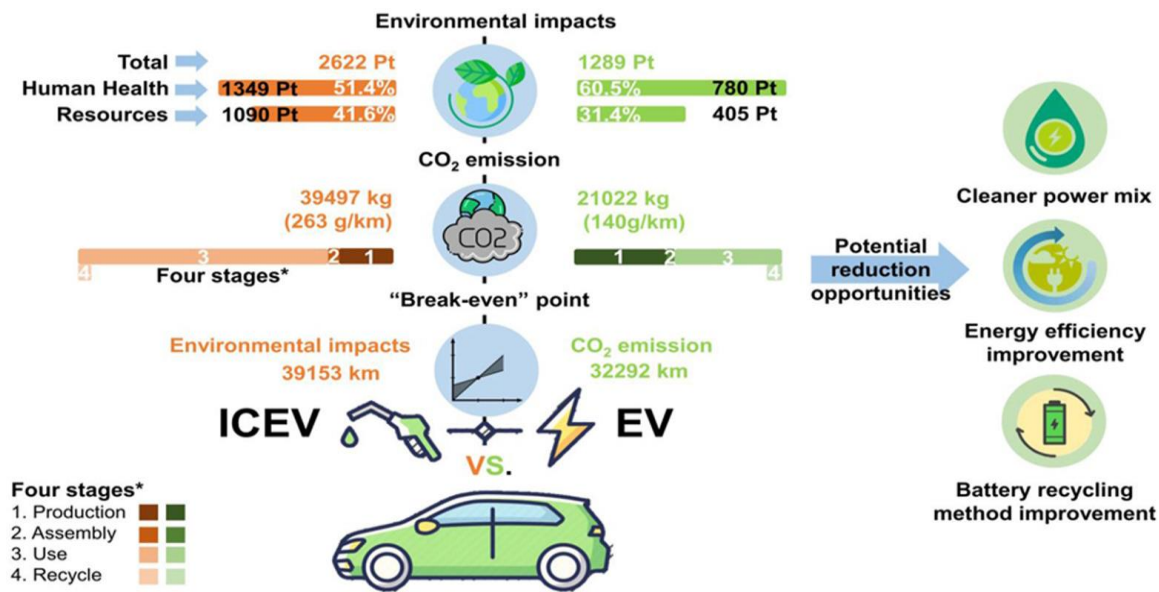 Environmental impacts
Total
2622 Pt
1289 Pt
Human Health
1349 Pt
51.4%
60.5%
780 Pt
Resources
1090 Pt
41.6%
31.4%
405 Pt
CO₂ emission
39497 kg
(263 g/km)
21022 kg
(140g/km)
CO2
3
2
1
4
Four stages*
1
2
3
4
"Break-even" point
Environmental impacts
39153 km
CO₂ emission
32292 km
ICEV
EV
VS.
Potential
reduction
opportunities
Cleaner power mix
Energy efficiency
improvement
Battery recycling
method improvement
Four stages*
1. Production
2. Assembly
3. Use
4. Recycle